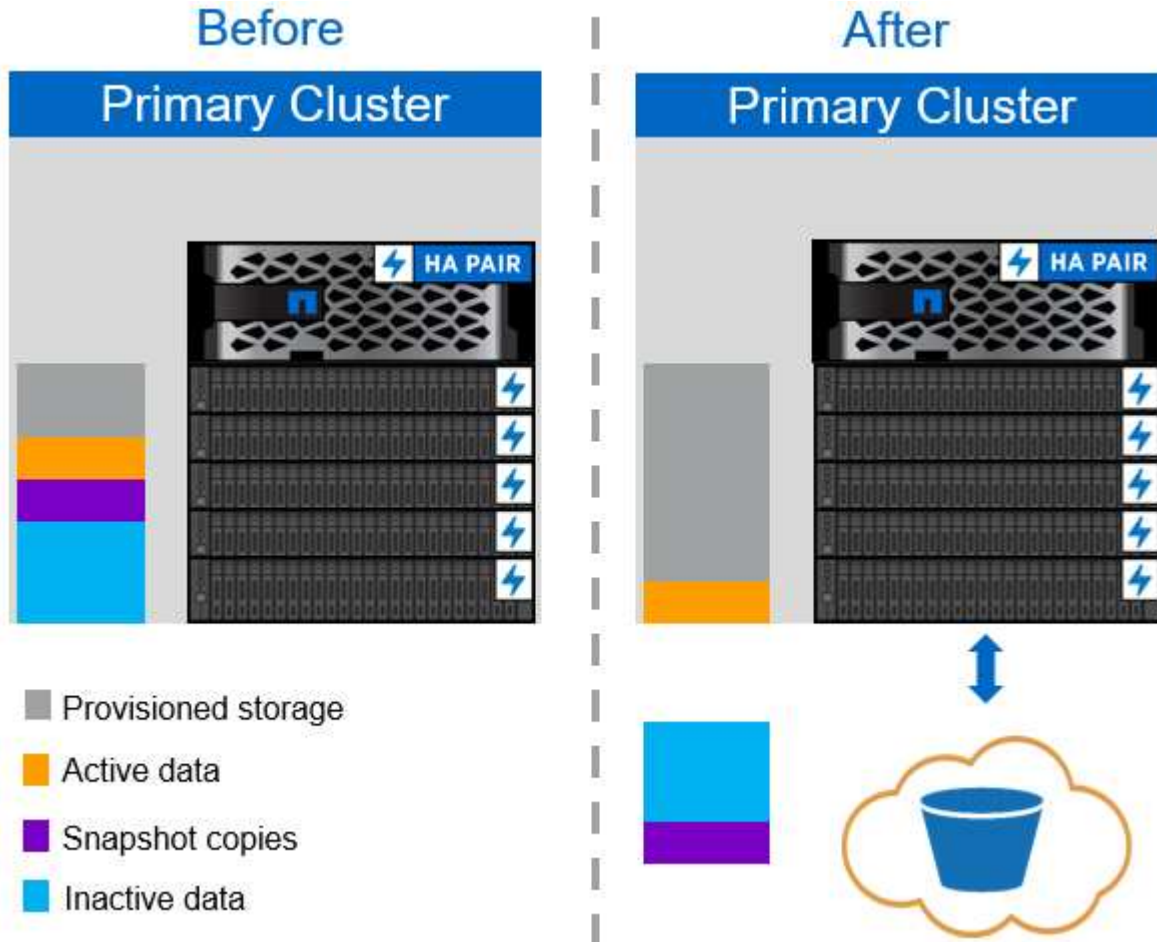 Before
Primary Cluster
HA PAIR
Provisioned storage
Active data
Snapshot copies
Inactive data
After
Primary Cluster
HA PAIR